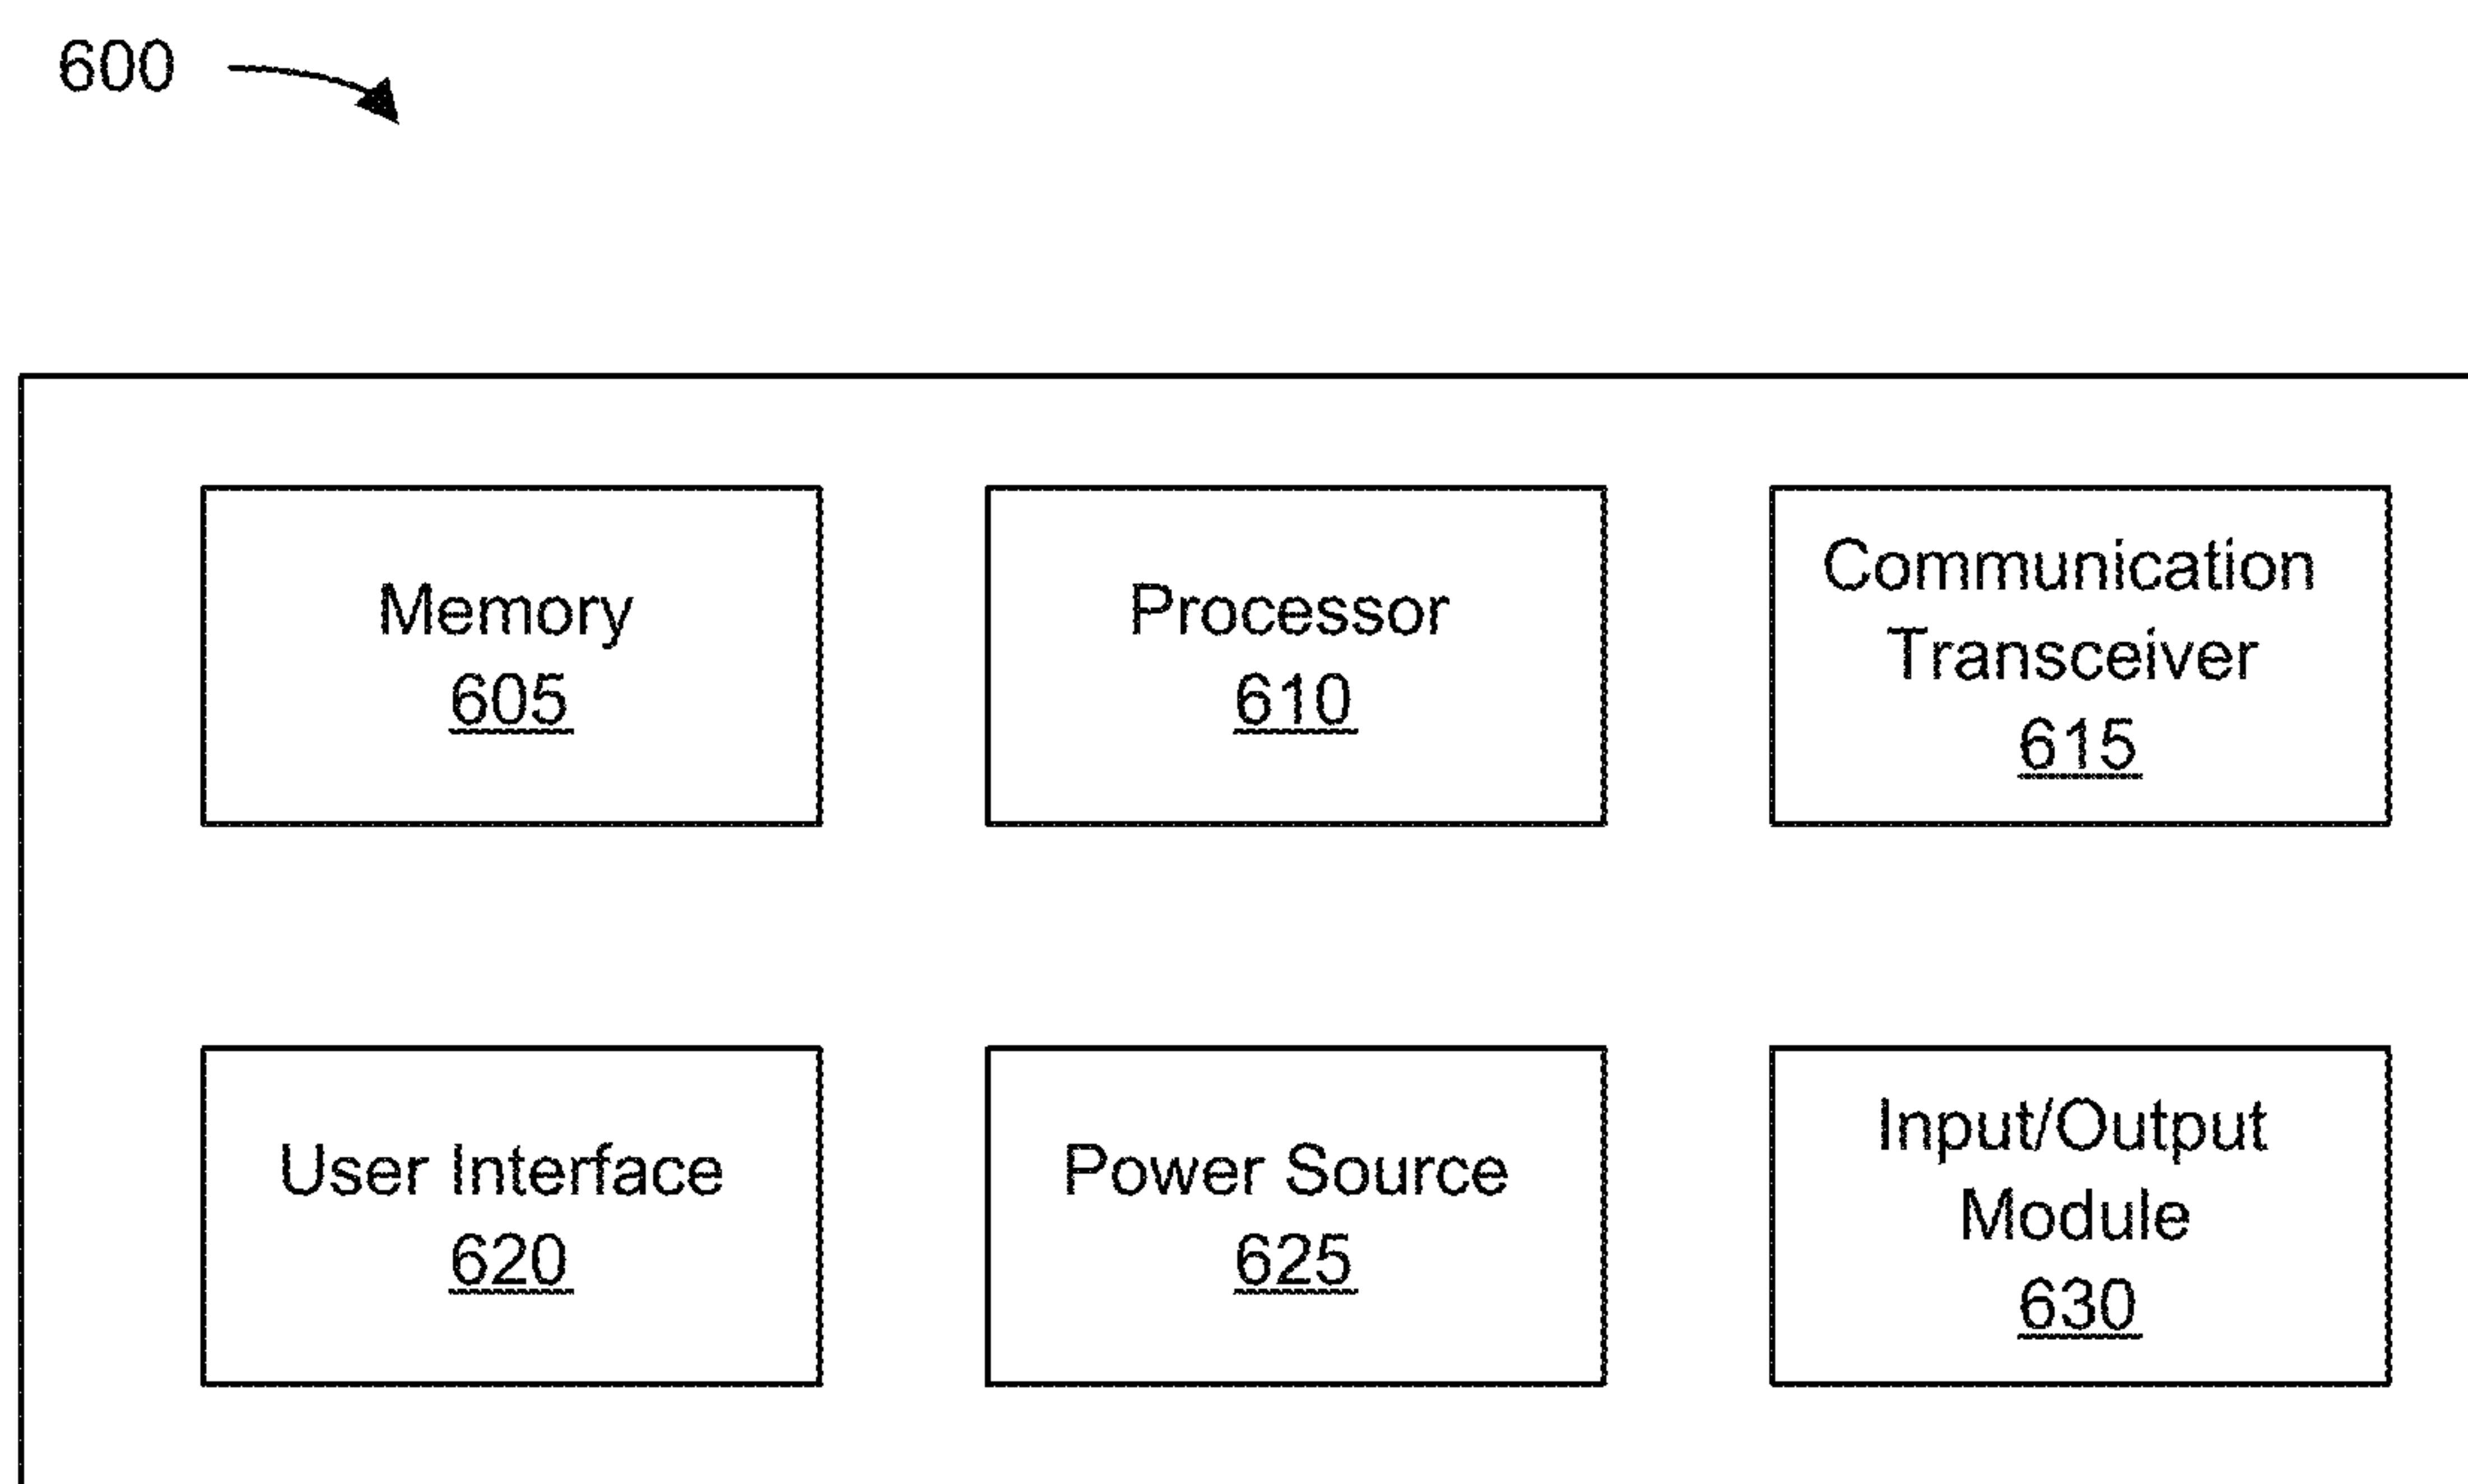 600
Memory
605
Processor
610
Communication
Transceiver
615
User Interface
620
Power Source
625
Input/Output
Module
630